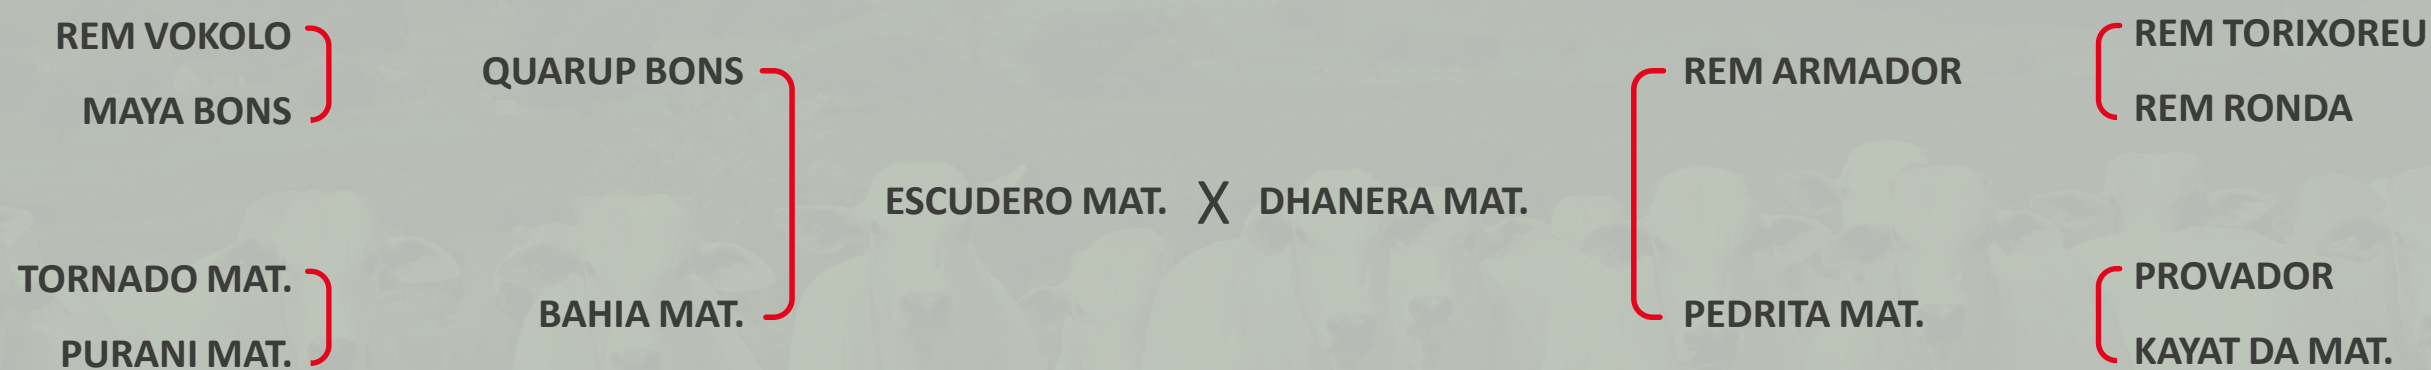 REM VOKOLO
MAYA BONS
QUARUP BONS
TORNADO MAT.
PURANI MAT.
BAHIA MAT.
ESCUDERO MAT. X DHANERA MAT.
REM ARMADOR
REM TORIXOREU
REM RONDA
PEDRITA MAT.
PROVADOR
KAYAT DA MAT.